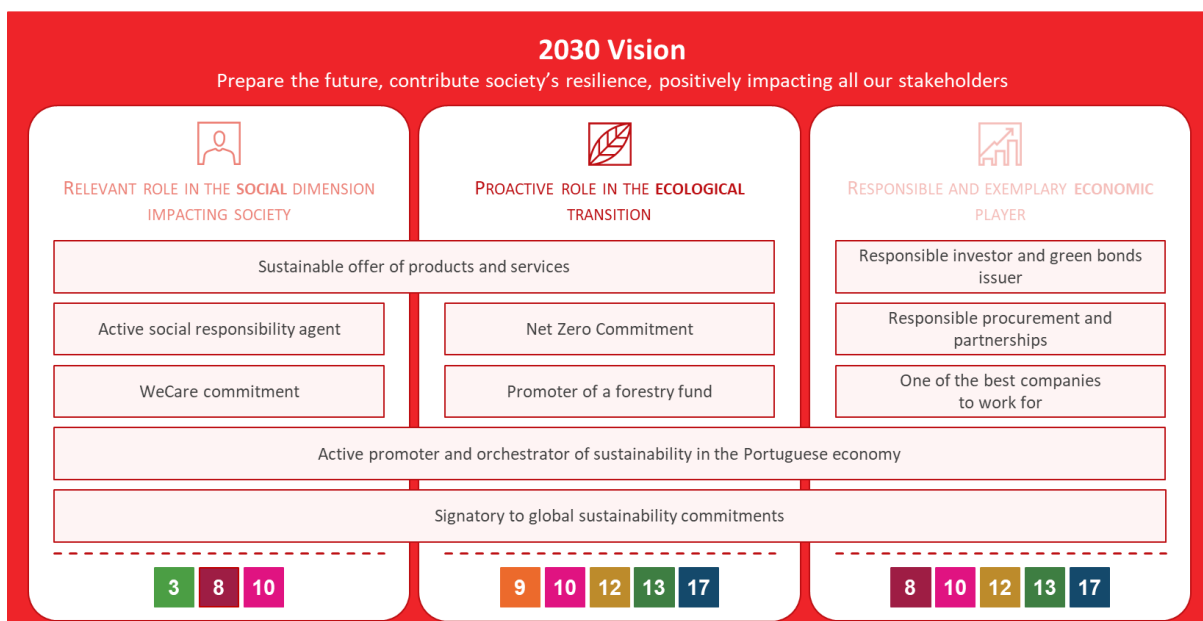 2030 Vision
Prepare the future, contribute society's resilience, positively impacting all our stakeholders
RELEVANT ROLE IN THE SOCIAL DIMENSION
IMPACTING SOCIETY
PROACTIVE ROLE IN THE ECOLOGICAL
TRANSITION
RESPONSIBLE AND EXEMPLARY ECONOMIC
PLAYER
Sustainable offer of products and services
Responsible investor and green bonds
issuer
Active social responsibility agent
Net Zero Commitment
Responsible procurement and
partnerships
WeCare commitment
Promoter of a forestry fund
One of the best companies
to work for
Active promoter and orchestrator of sustainability in the Portuguese economy
Signatory to global sustainability commitments
3 8 10
9 10 12 13 17
8 10 12 13 17